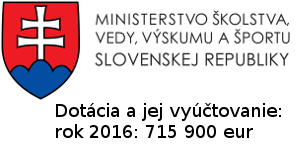 MINISTERSTVO ŠKOLSTVA,
VEDY, VÝSKUMU A ŠPORTU
SLOVENSKEJ REPUBLIKY
Dotácia a jej vyúčtovanie:
rok 2016: 715 900 eur